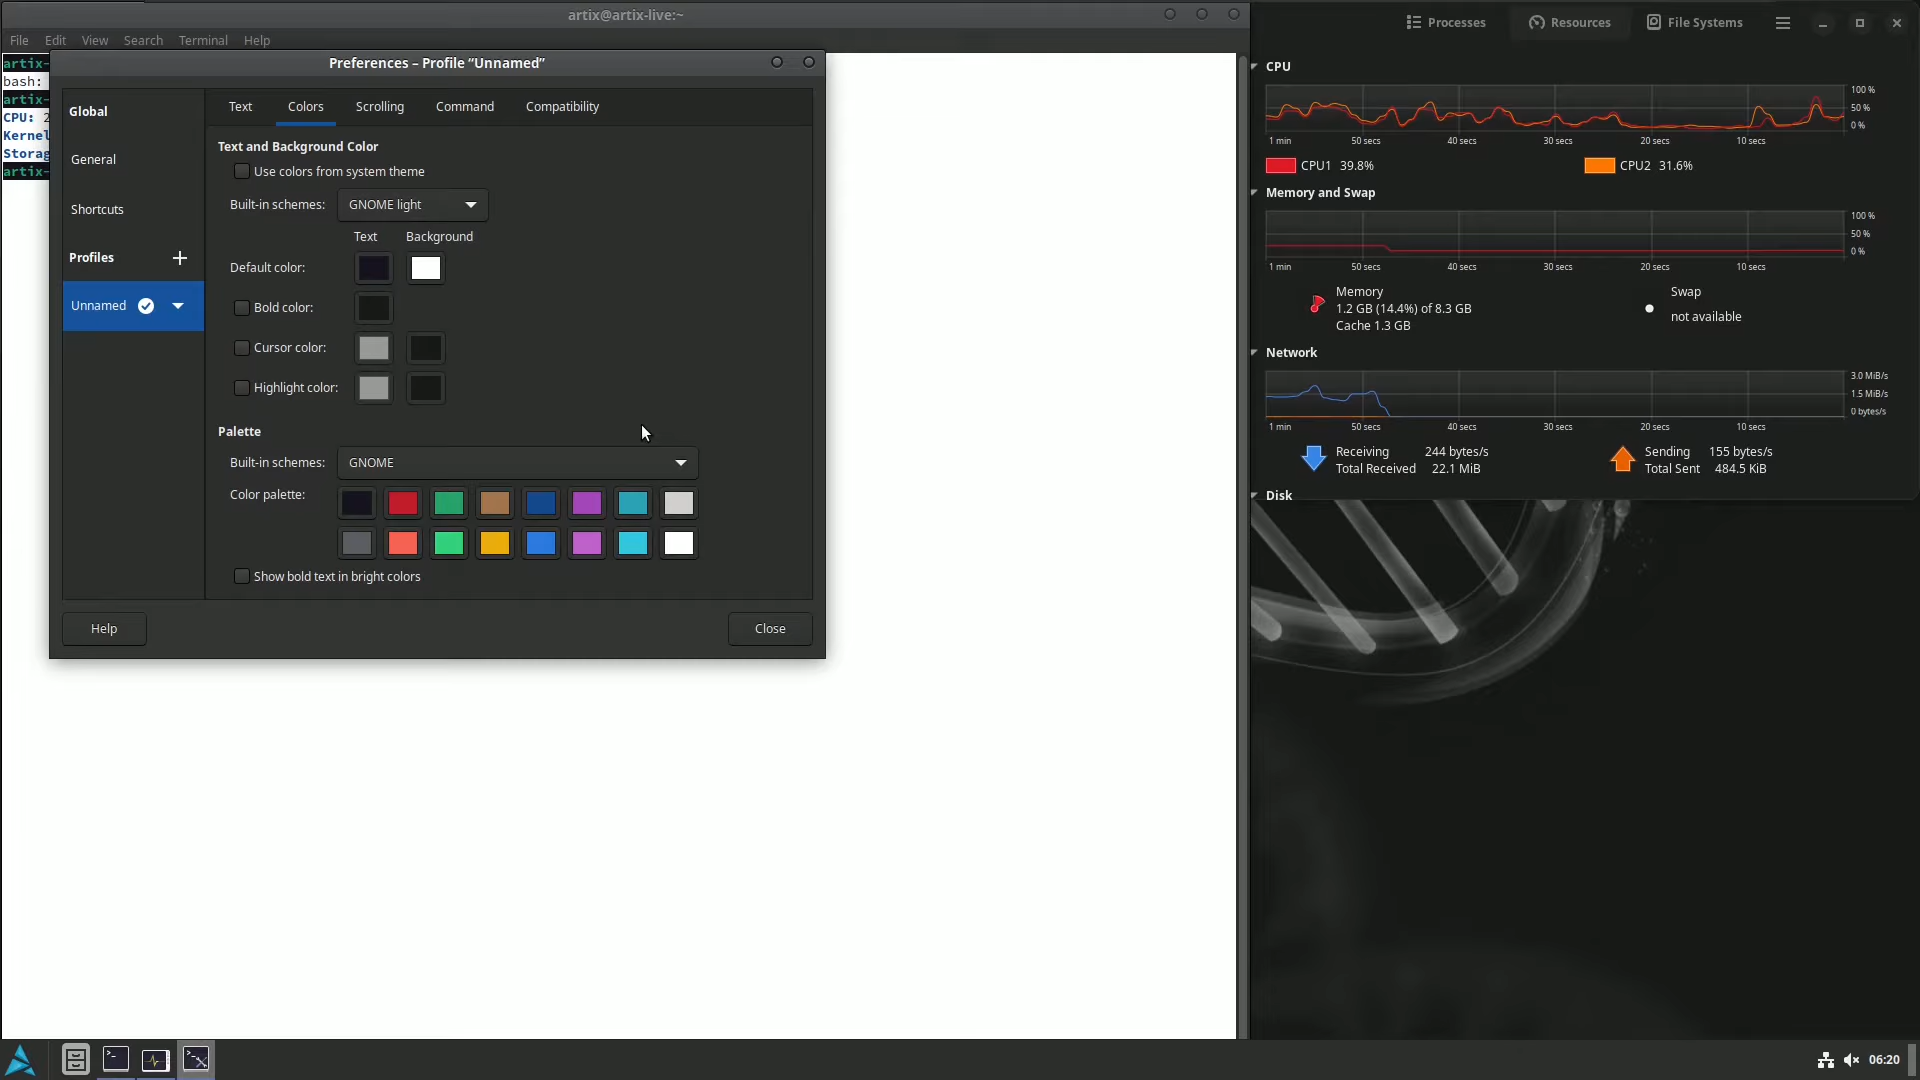 artix@artix-live:~
File Edit View Search Terminal Help
artix-
bash:
artix-
CPU: 2
Kernel
Storag
artix-
Preferences – Profile “Unnamed”
Global
General
Shortcuts
Profiles
Unnamed
Text Colors Scrolling Command Compatibility
Text and Background Color
Use colors from system theme
Built-in schemes: GNOME light
Text Background
Default color:
Bold color:
Cursor color:
Highlight color:
Palette
Built-in schemes: GNOME
Color palette:
Show bold text in bright colors
Help
Close
Processes Resources File Systems
CPU
100 %
50 %
0 %
1 min 50 secs 40 secs 30 secs 20 secs 10 secs
CPU1 39.8% CPU2 31.6%
Memory and Swap
100 %
50 %
0 %
1 min 50 secs 40 secs 30 secs 20 secs 10 secs
Memory
1.2 GB (14.4%) of 8.3 GB
Cache 1.3 GB
Swap
not available
Network
3.0 MiB/s
1.5 MiB/s
0 bytes/s
1 min 50 secs 40 secs 30 secs 20 secs 10 secs
Receiving 244 bytes/s
Total Received 22.1 MiB
Sending 155 bytes/s
Total Sent 484.5 KiB
Disk
06:20